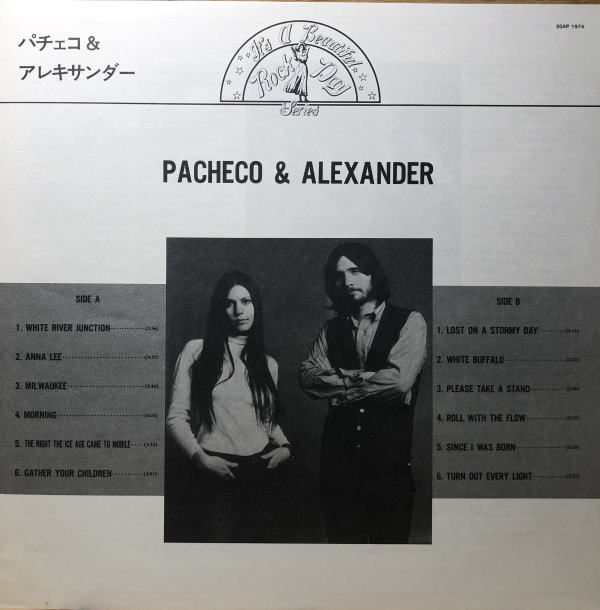 パチェコ &
アレキサンダー
It's A Beautiful
Rock Day
Series
20AP 1974
PACHECO & ALEXANDER
SIDE A
1. WHITE RIVER JUNCTION
2. ANNA LEE
3. MILWAUKEE
4. MORNING
5. THE NIGHT THE ICE AGE CAME TO MOBILE
6. GATHER YOUR CHILDREN
SIDE B
1. LOST ON A STORMY DAY
2. WHITE BUFFALO
3. PLEASE TAKE A STAND
4. ROLL WITH THE FLOW
5. SINCE I WAS BORN
6. TURN OUT EVERY LIGHT